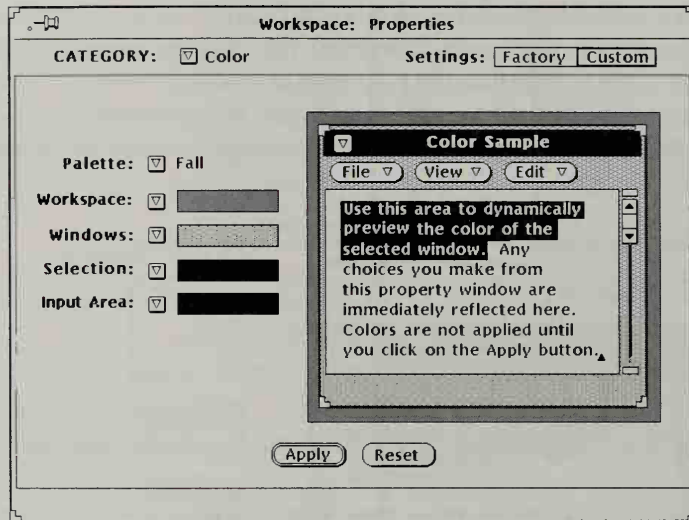 Workspace: Properties
CATEGORY: Color
Settings: Factory Custom
Palette: Fall
Workspace:
Windows:
Selection:
Input Area:
Color Sample
File View Edit
Use this area to dynamically
preview the color of the
selected window. Any
choices you make from
this property window are
immediately reflected here.
Colors are not applied until
you click on the Apply button.
Apply Reset